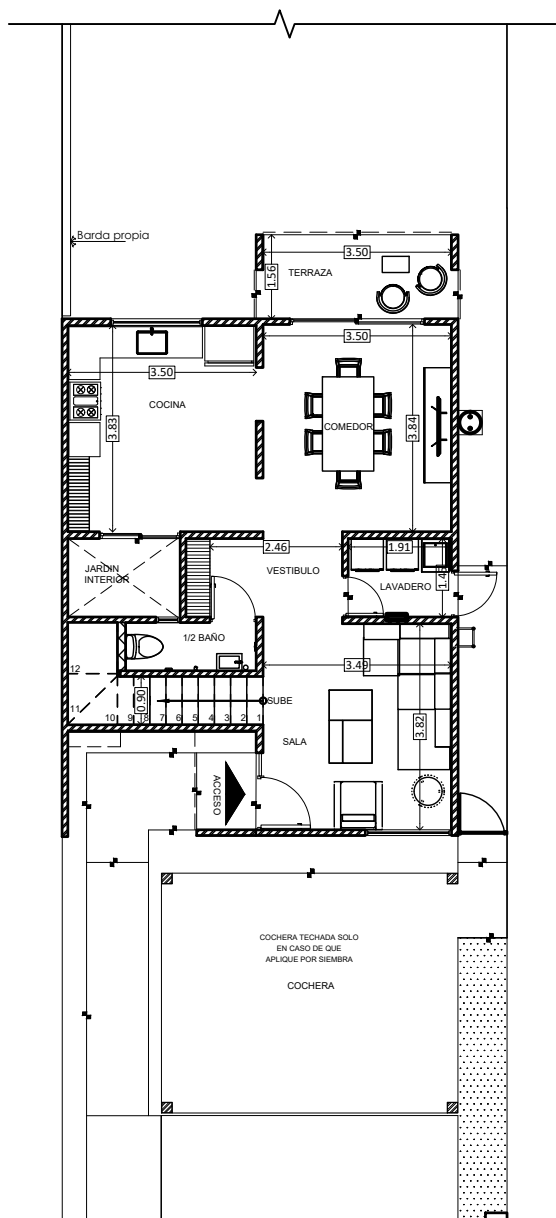 Barda propia
3.50
1.56
TERRAZA
3.50
3.50
COCINA
3.83
COMEDOR
3.84
2.46
1.91
JARDIN
INTERIOR
VESTIBULO
LAVADERO
1/2 BAÑO
3.49
12
11
10
9
8
7
6
5
4
3
2
1
0.90
SUBE
SALA
3.82
ACCESO
COCHERA TECHADA SOLO
EN CASO DE QUE
APLIQUE POR SIEMBRA
COCHERA